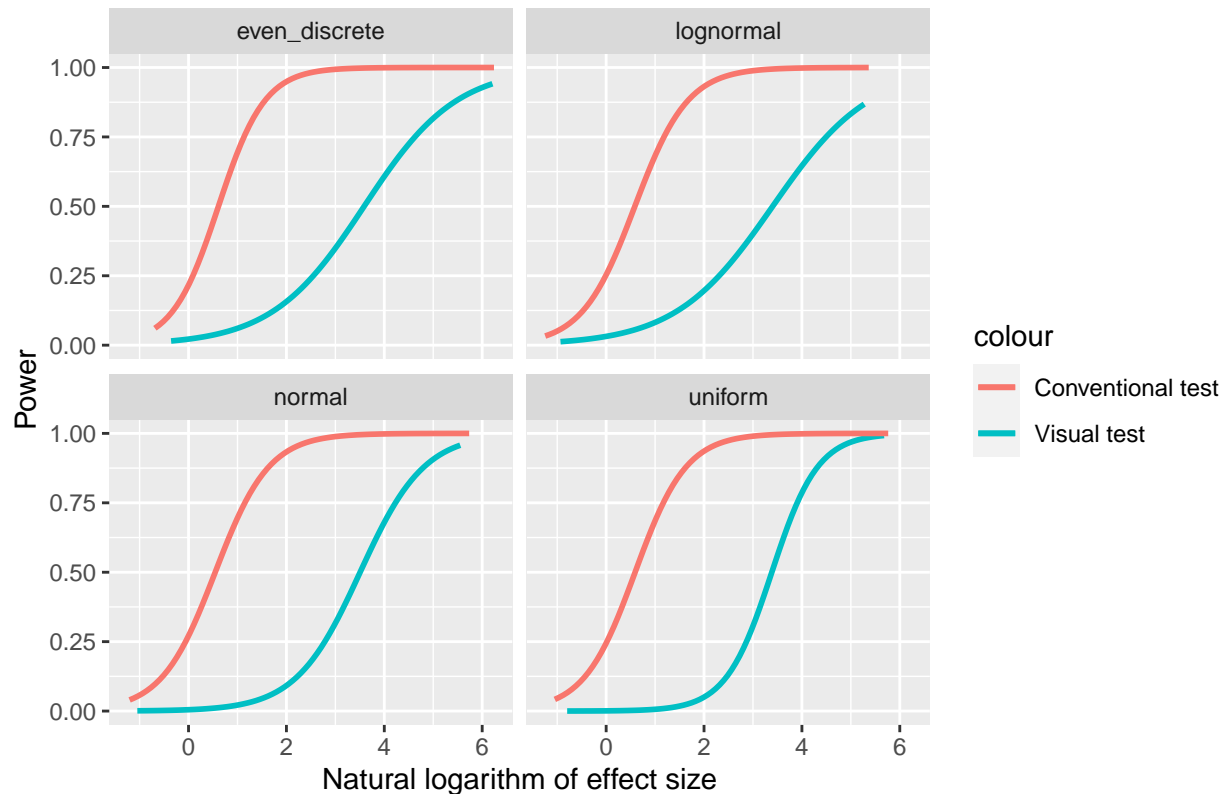 even_discrete
lognormal
1.00
0.75
0.50
0.25
0.00
normal
uniform
1.00
0.75
0.50
0.25
0.00
0 2 4 6
0 2 4 6
Natural logarithm of effect size
Power
colour
Conventional test
Visual test